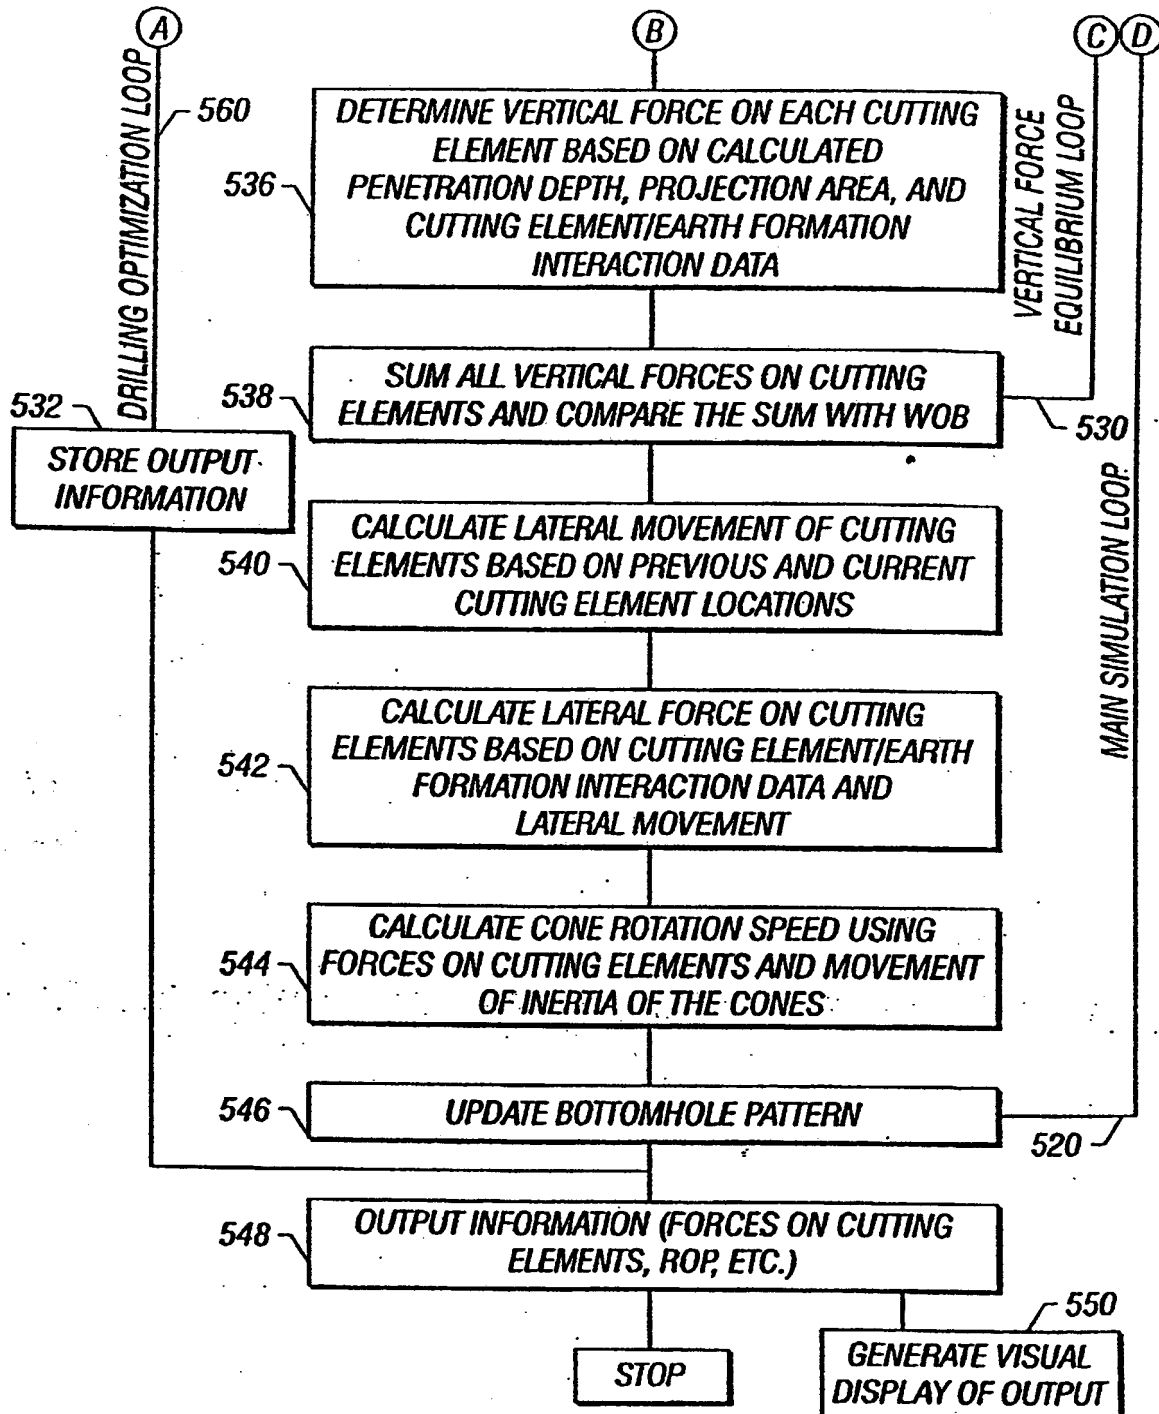 A
B
C
D
DRILLING OPTIMIZATION LOOP
560
DETERMINE VERTICAL FORCE ON EACH CUTTING
ELEMENT BASED ON CALCULATED
PENETRATION DEPTH, PROJECTION AREA, AND
CUTTING ELEMENT/EARTH FORMATION
INTERACTION DATA
536
VERTICAL FORCE
EQUILIBRIUM LOOP
SUM ALL VERTICAL FORCES ON CUTTING
ELEMENTS AND COMPARE THE SUM WITH WOB
538
530
532
STORE OUTPUT
INFORMATION
CALCULATE LATERAL MOVEMENT OF CUTTING
ELEMENTS BASED ON PREVIOUS AND CURRENT
CUTTING ELEMENT LOCATIONS
540
MAIN SIMULATION LOOP
CALCULATE LATERAL FORCE ON CUTTING
ELEMENTS BASED ON CUTTING ELEMENT/EARTH
FORMATION INTERACTION DATA AND
LATERAL MOVEMENT
542
CALCULATE CONE ROTATION SPEED USING
FORCES ON CUTTING ELEMENTS AND MOVEMENT
OF INERTIA OF THE CONES
544
546
UPDATE BOTTOMHOLE PATTERN
520
OUTPUT INFORMATION (FORCES ON CUTTING
ELEMENTS, ROP, ETC.)
548
550
STOP
GENERATE VISUAL
DISPLAY OF OUTPUT